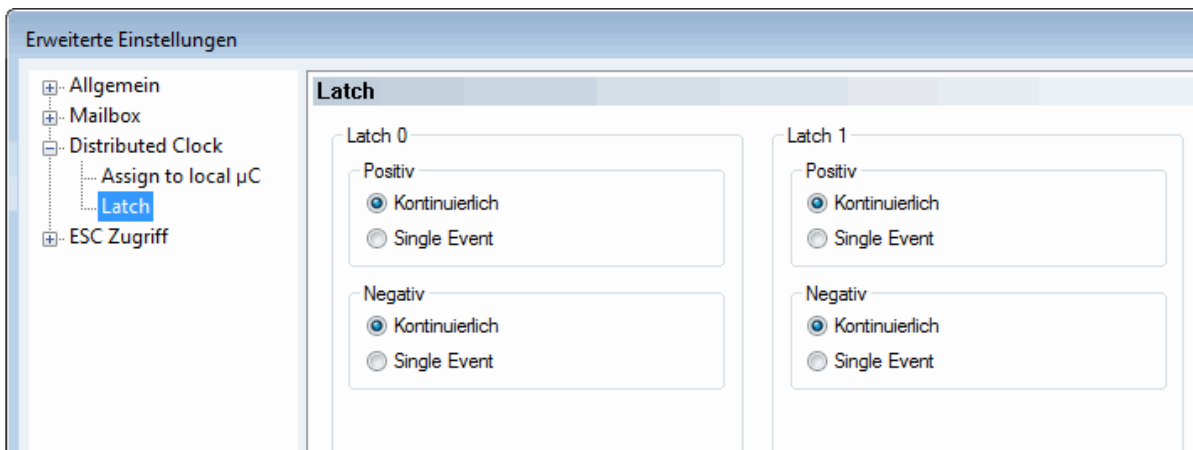 Erweiterte Einstellungen
Allgemein
Mailbox
Distributed Clock
Assign to local µC
Latch
ESC Zugriff
Latch
Latch 0
Positiv
Kontinuierlich
Single Event
Negativ
Kontinuierlich
Single Event
Latch 1
Positiv
Kontinuierlich
Single Event
Negativ
Kontinuierlich
Single Event